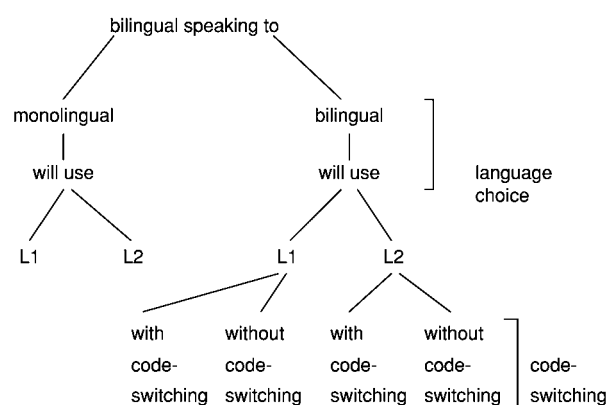 bilingual speaking to
monolingual bilingual
will use will use language
choice
L1 L2 L1 L2
with without with without
code- code- code- code- code-
switching switching switching switching switching